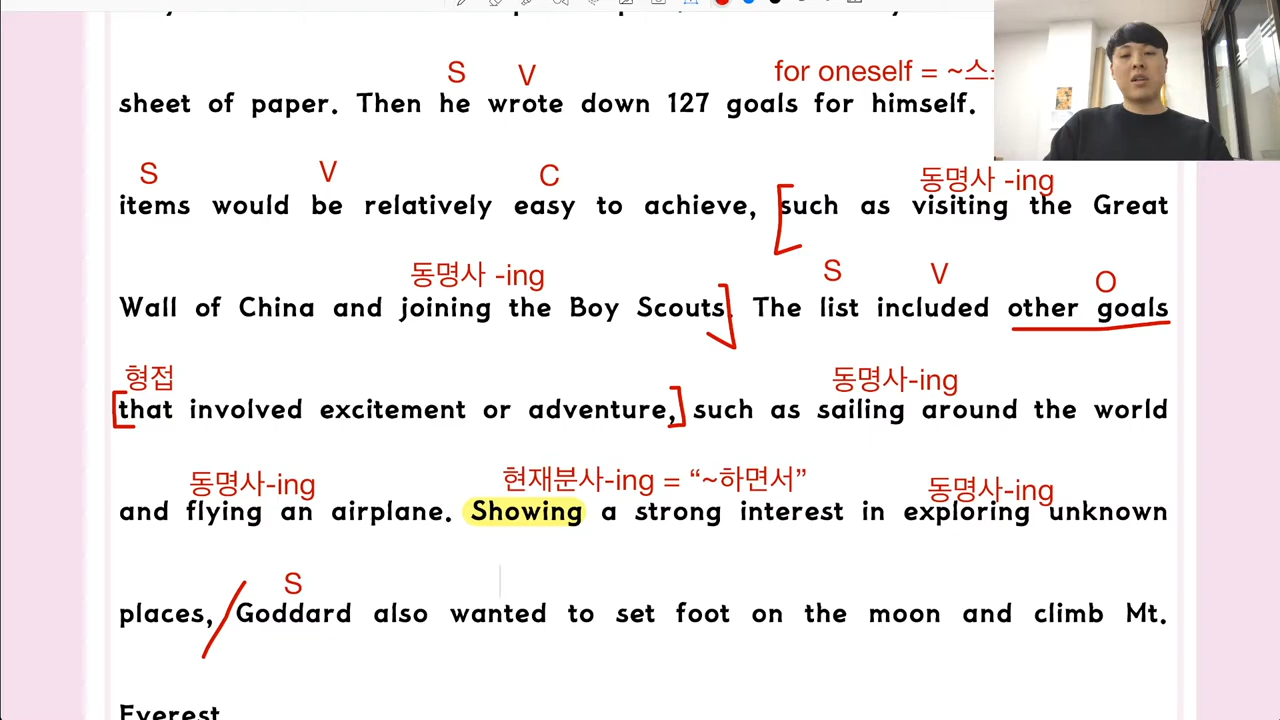 S V for oneself = ~스
sheet of paper. Then he wrote down 127 goals for himself.
S V C 동명사 -ing
items would be relatively easy to achieve, such as visiting the Great
동명사 -ing S V O
Wall of China and joining the Boy Scouts. The list included other goals
형접 동명사-ing
that involved excitement or adventure, such as sailing around the world
동명사-ing 현재분사-ing = “~하면서” 동명사-ing
and flying an airplane. Showing a strong interest in exploring unknown
S
places, Goddard also wanted to set foot on the moon and climb Mt.
Everest